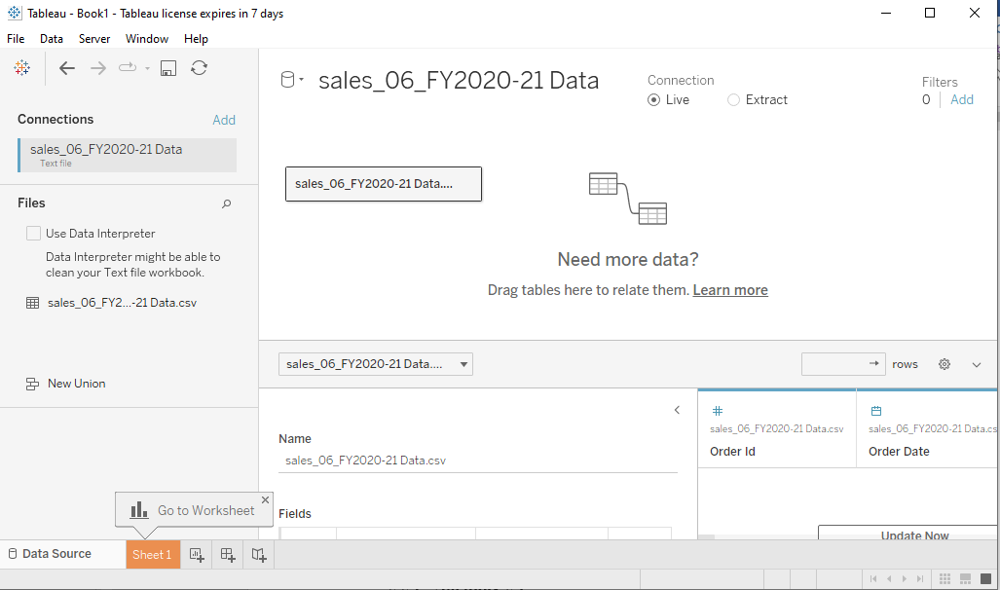 Tableau - Book1 - Tableau license expires in 7 days
File Data Server Window Help
Connections Add
sales_06_FY2020-21 Data
Text file
Files
Use Data Interpreter
Data Interpreter might be able to
clean your Text file workbook.
sales_06_FY2...-21 Data.csv
New Union
sales_06_FY2020-21 Data
Connection
Live Extract
Filters
0 Add
sales_06_FY2020-21 Data....
Need more data?
Drag tables here to relate them. Learn more
sales_06_FY2020-21 Data....
rows
Name
sales_06_FY2020-21 Data.csv
Fields
#
sales_06_FY2020-21 Data.csv
Order Id
sales_06_FY2020-21 Data.cs
Order Date
Update Now
Go to Worksheet
Data Source Sheet 1